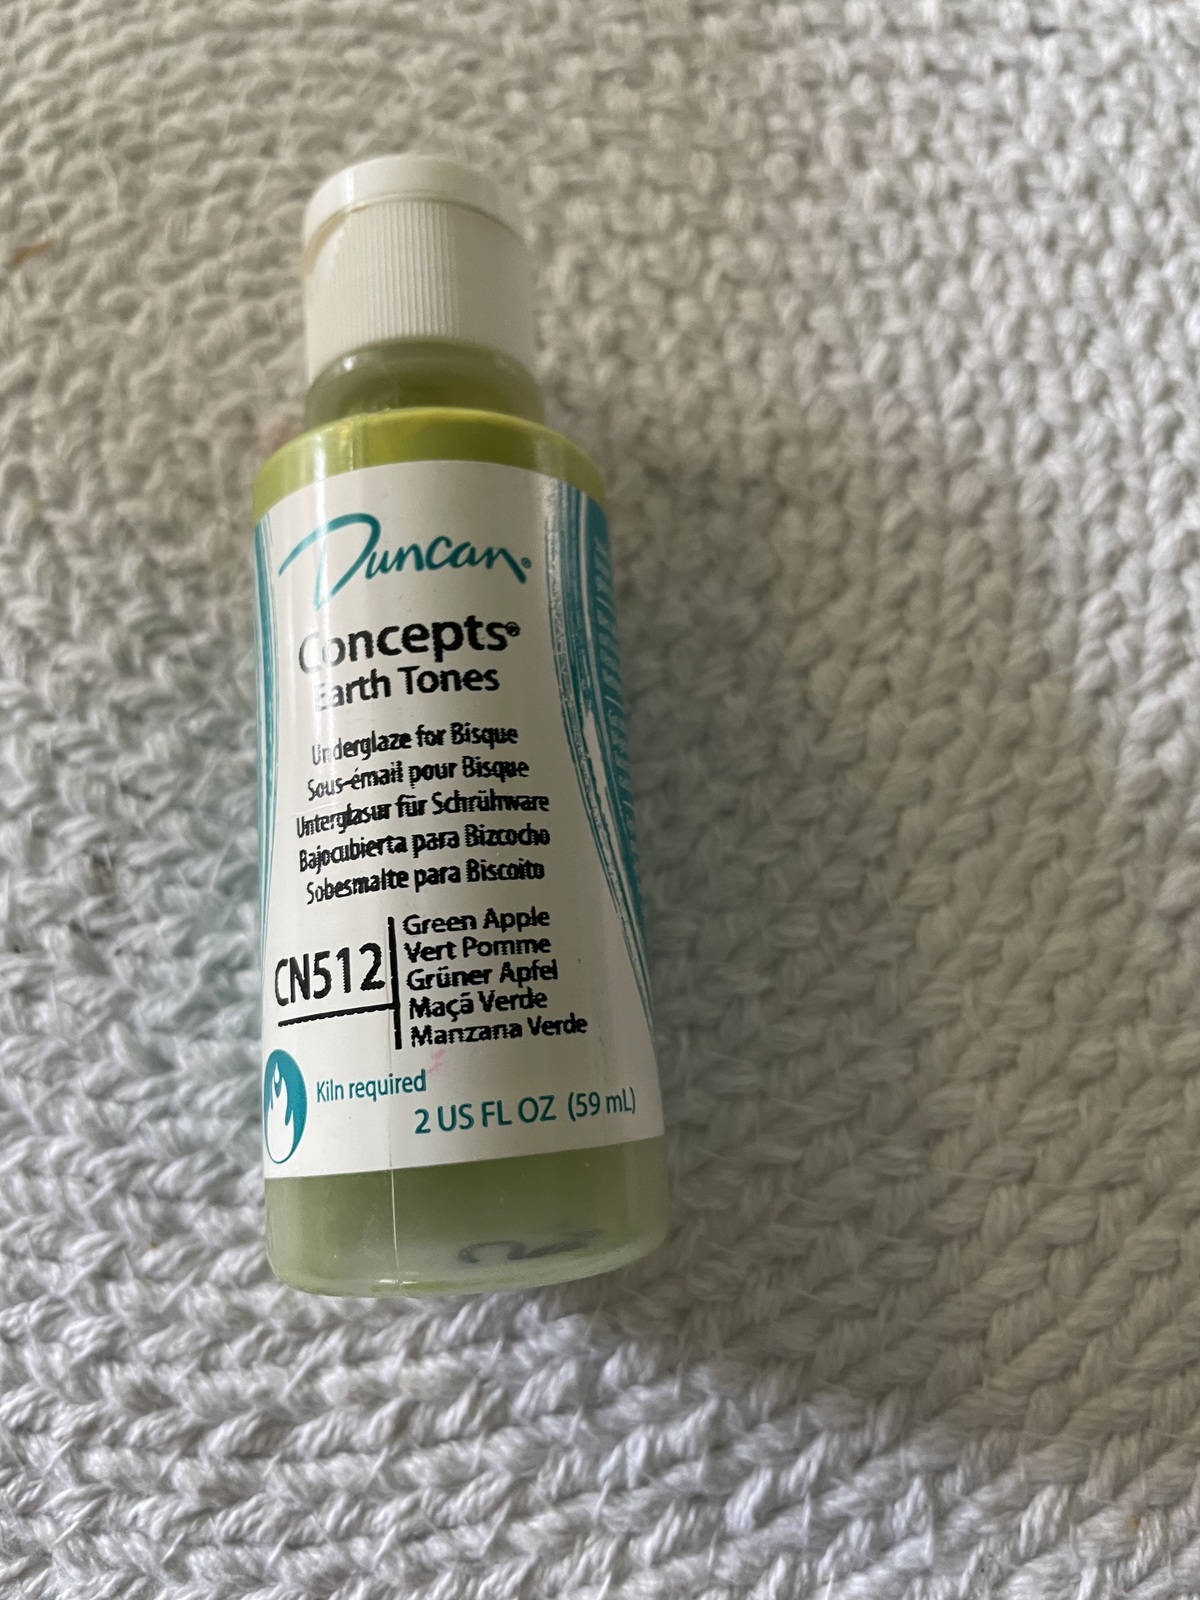 Duncan®
Concepts®
Earth Tones
Underglaze for Bisque
Sous-émail pour Bisque
Unterglasur für Schrühware
Bajocubierta para Bizcocho
Sobesmalte para Biscoito
CN512
Green Apple
Vert Pomme
Grüner Apfel
Maçã Verde
Manzana Verde
Kiln required
2 US FL OZ (59 mL)